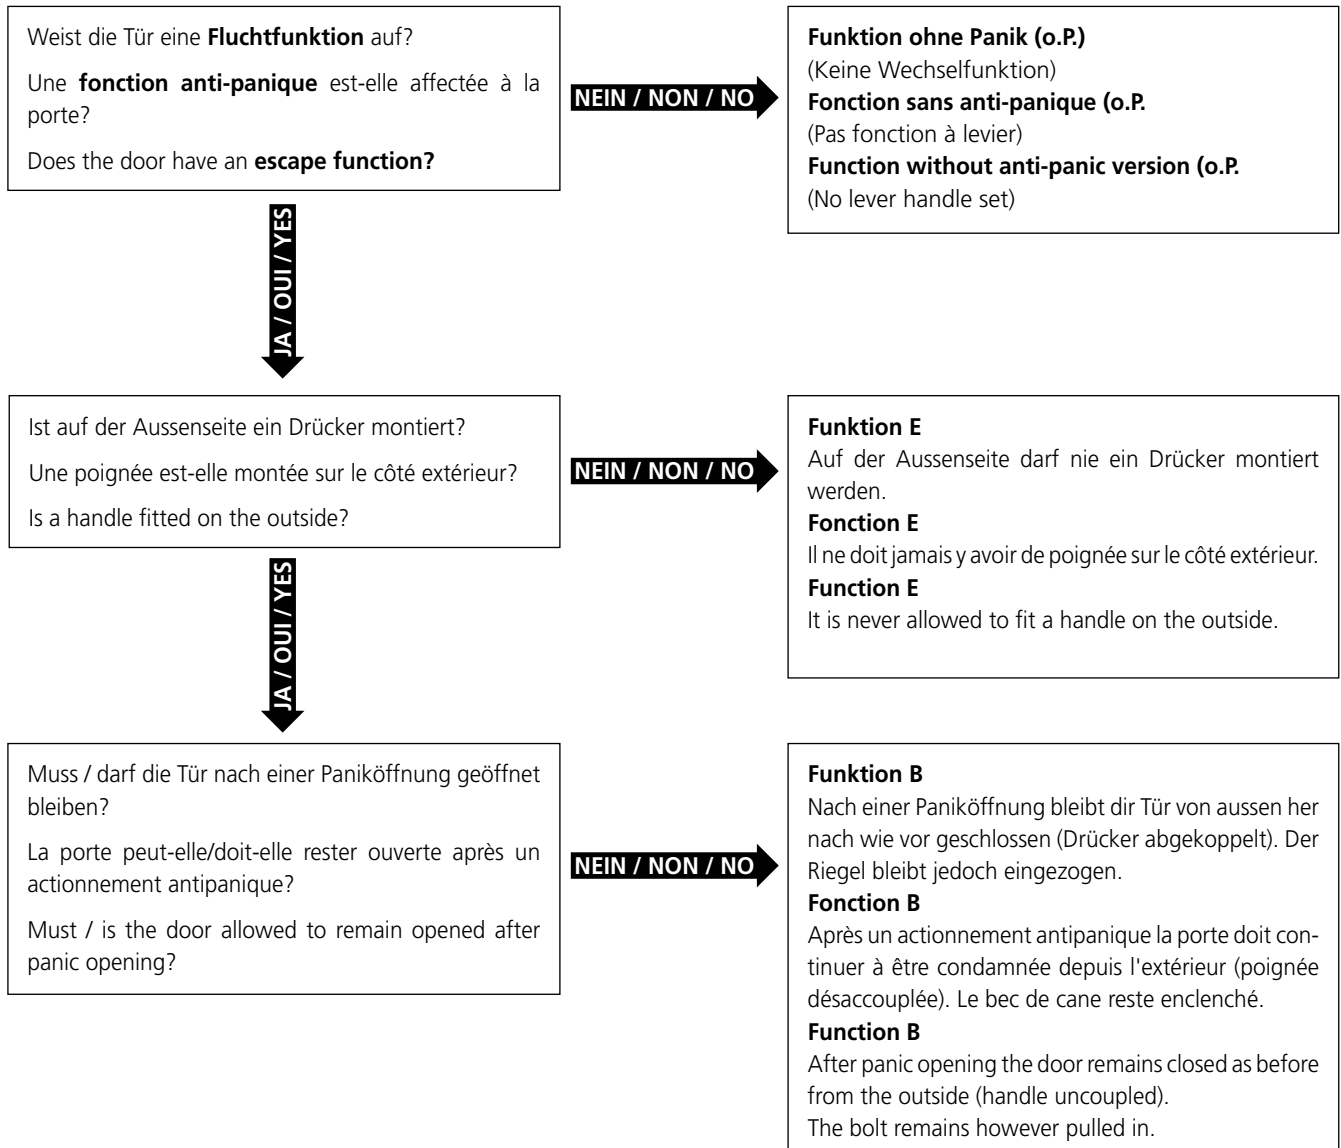 Weist die Tür eine Fluchtfunktion auf?
Une fonction anti-panique est-elle affectée à la
porte?
Does the door have an escape function?
NEIN / NON / NO
Funktion ohne Panik (o.P.)
(Keine Wechselfunktion)
Fonction sans anti-panique (o.P.
(Pas fonction à levier)
Function without anti-panic version (o.P.
(No lever handle set)
JA / OUI / YES
Ist auf der Aussenseite ein Drücker montiert?
Une poignée est-elle montée sur le côté extérieur?
Is a handle fitted on the outside?
NEIN / NON / NO
Funktion E
Auf der Aussenseite darf nie ein Drücker montiert
werden.
Fonction E
Il ne doit jamais y avoir de poignée sur le côté extérieur.
Function E
It is never allowed to fit a handle on the outside.
JA / OUI / YES
Muss / darf die Tür nach einer Paniköffnung geöffnet
bleiben?
La porte peut-elle/doit-elle rester ouverte après un
actionnement antipanique?
Must / is the door allowed to remain opened after
panic opening?
NEIN / NON / NO
Funktion B
Nach einer Paniköffnung bleibt dir Tür von aussen her
nach wie vor geschlossen (Drücker abgekoppelt). Der
Riegel bleibt jedoch eingezogen.
Fonction B
Après un actionnement antipanique la porte doit con-
tinuer à être condamnée depuis l'extérieur (poignée
désaccouplée). Le bec de cane reste enclenché.
Function B
After panic opening the door remains closed as before
from the outside (handle uncoupled).
The bolt remains however pulled in.